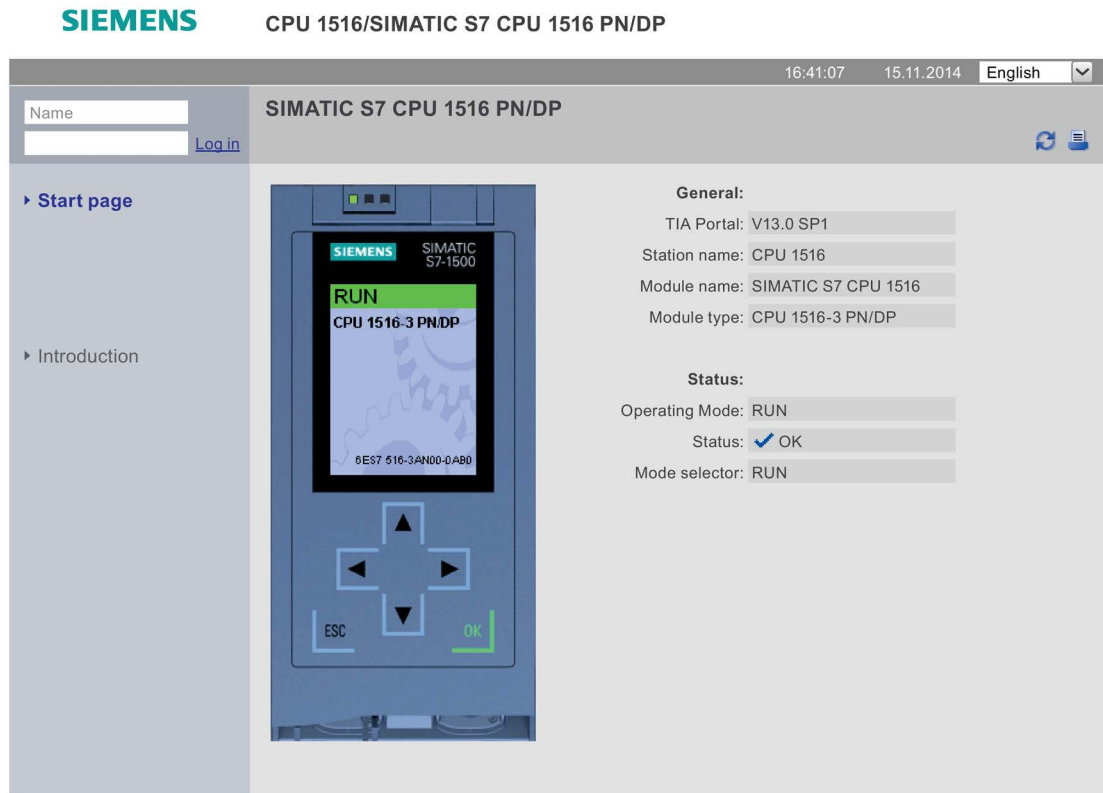 SIEMENS CPU 1516/SIMATIC S7 CPU 1516 PN/DP
16:41:07 15.11.2014 English
Name
Log in
SIMATIC S7 CPU 1516 PN/DP
Start page
Introduction
SIEMENS SIMATIC
S7-1500
RUN
CPU 1516-3 PN/DP
6ES7 516-3AN00-0AB0
ESC OK
General:
TIA Portal: V13.0 SP1
Station name: CPU 1516
Module name: SIMATIC S7 CPU 1516
Module type: CPU 1516-3 PN/DP
Status:
Operating Mode: RUN
Status: OK
Mode selector: RUN